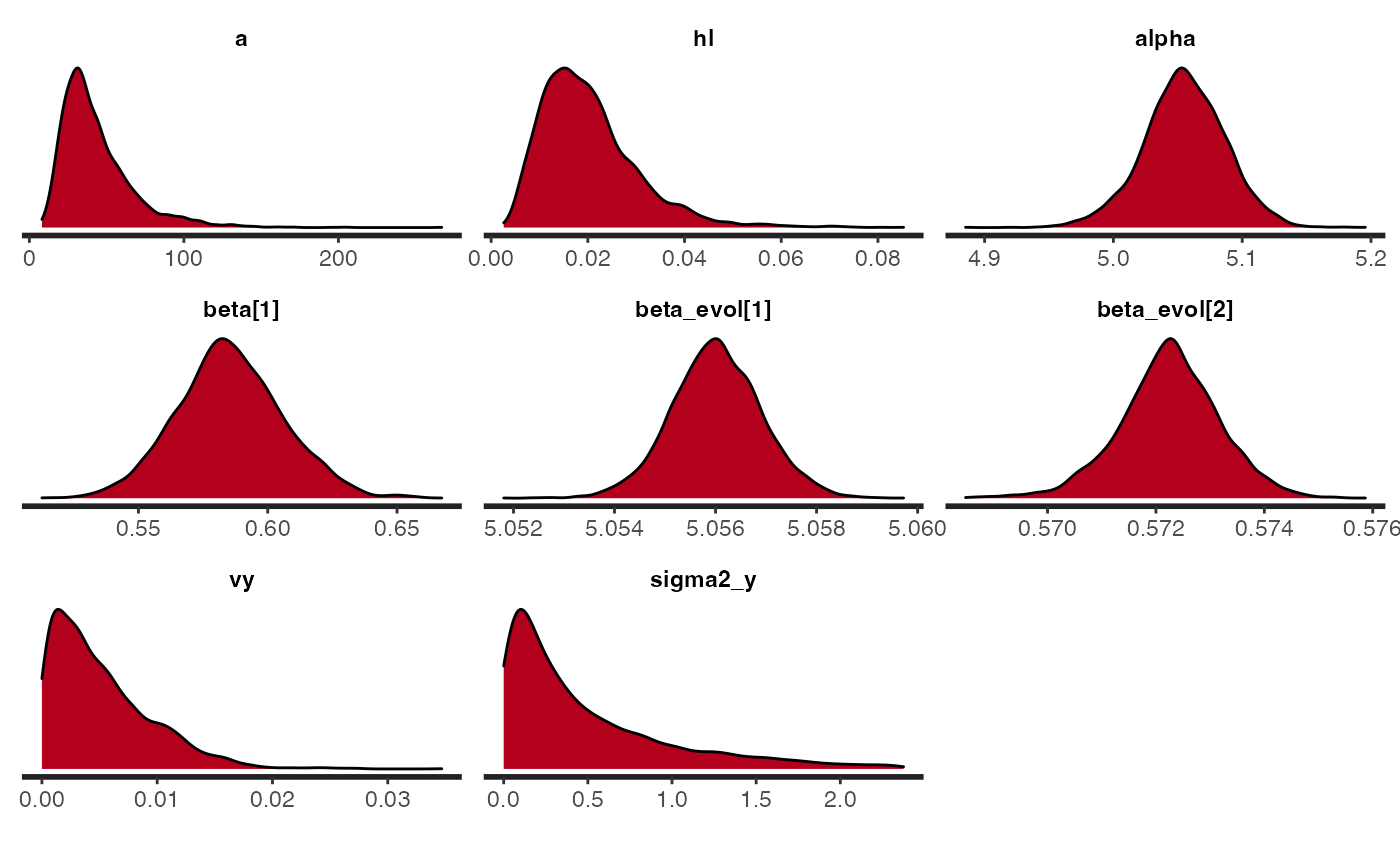 a hl alpha
0 100 200 0.00 0.02 0.04 0.06 0.08 4.9 5.0 5.1 5.2
beta[1] beta_evol[1] beta_evol[2]
0.55 0.60 0.65 5.052 5.054 5.056 5.058 5.060 0.570 0.572 0.574 0.576
vy sigma2_y
0.00 0.01 0.02 0.03 0.0 0.5 1.0 1.5 2.0